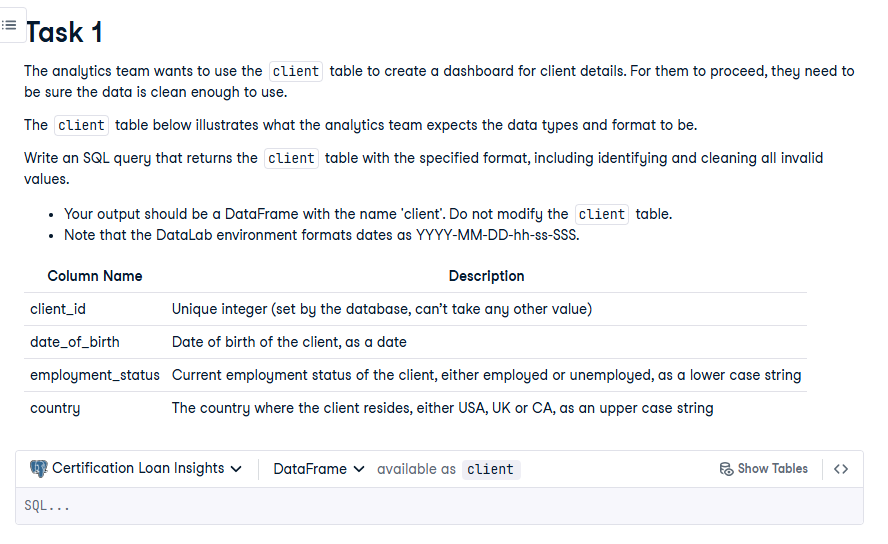 Task 1
The analytics team wants to use the client table to create a dashboard for client details. For them to proceed, they need to
be sure the data is clean enough to use.
The client table below illustrates what the analytics team expects the data types and format to be.
Write an SQL query that returns the client table with the specified format, including identifying and cleaning all invalid
values.
• Your output should be a DataFrame with the name 'client'. Do not modify the client table.
• Note that the DataLab environment formats dates as YYYY-MM-DD-hh-ss-SSS.
Column Name Description
client_id Unique integer (set by the database, can't take any other value)
date_of_birth Date of birth of the client, as a date
employment_status Current employment status of the client, either employed or unemployed, as a lower case string
country The country where the client resides, either USA, UK or CA, as an upper case string
Certification Loan Insights DataFrame available as client Show Tables <>
SQL...